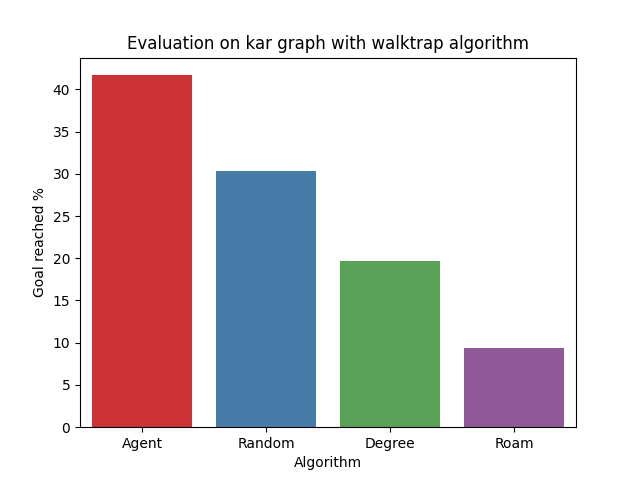 Evaluation on kar graph with walktrap algorithm
Goal reached %
40
35
30
25
20
15
10
5
0
Agent Random Degree Roam
Algorithm